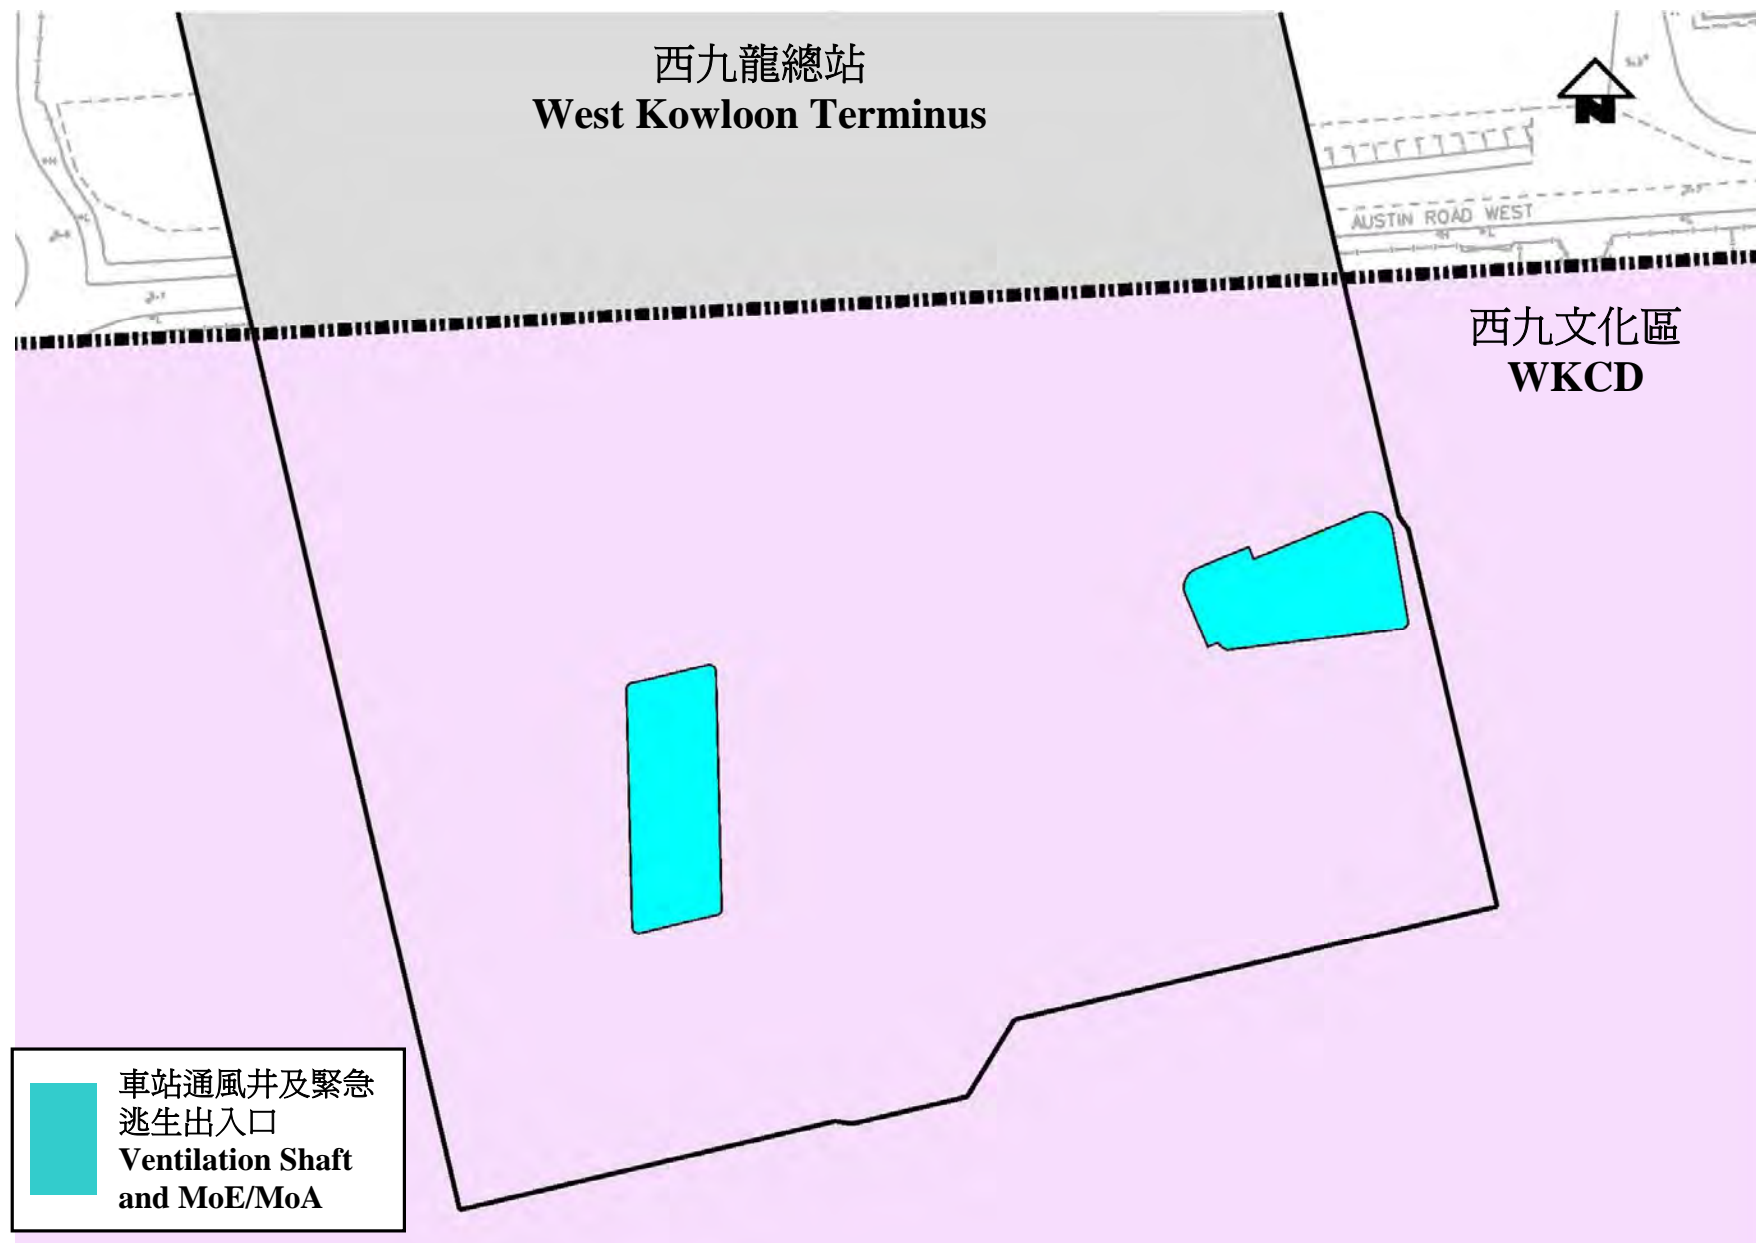 西九龍總站
West Kowloon Terminus
N
AUSTIN ROAD WEST
西九文化區
WKCD
車站通風井及緊急
逃生出入口
Ventilation Shaft
and MoE/MoA